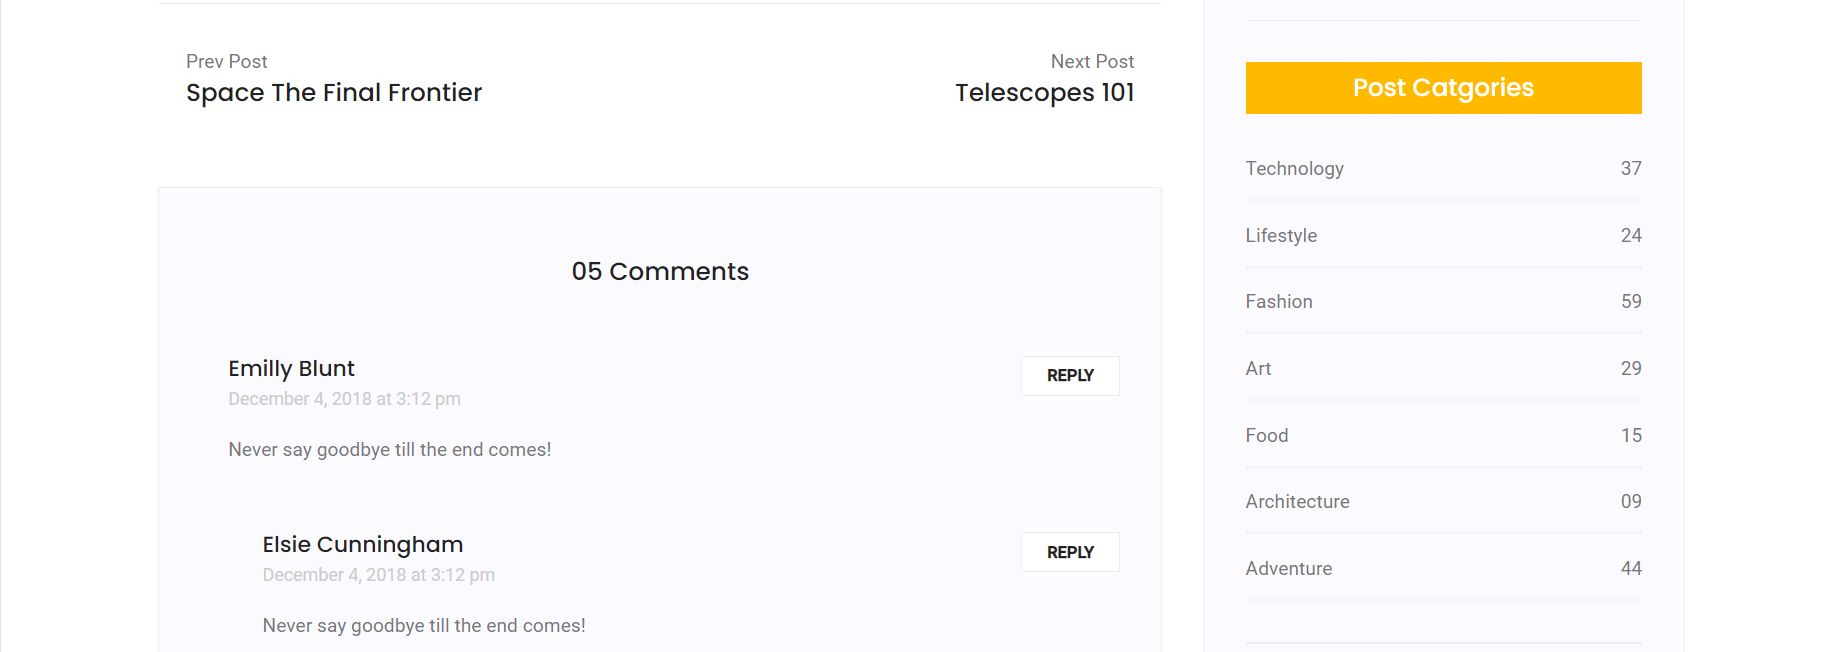 Prev Post
Space The Final Frontier
Next Post
Telescopes 101
05 Comments
Emilly Blunt
December 4, 2018 at 3:12 pm
REPLY
Never say goodbye till the end comes!
Elsie Cunningham
December 4, 2018 at 3:12 pm
REPLY
Never say goodbye till the end comes!
Post Catgories
Technology 37
Lifestyle 24
Fashion 59
Art 29
Food 15
Architecture 09
Adventure 44